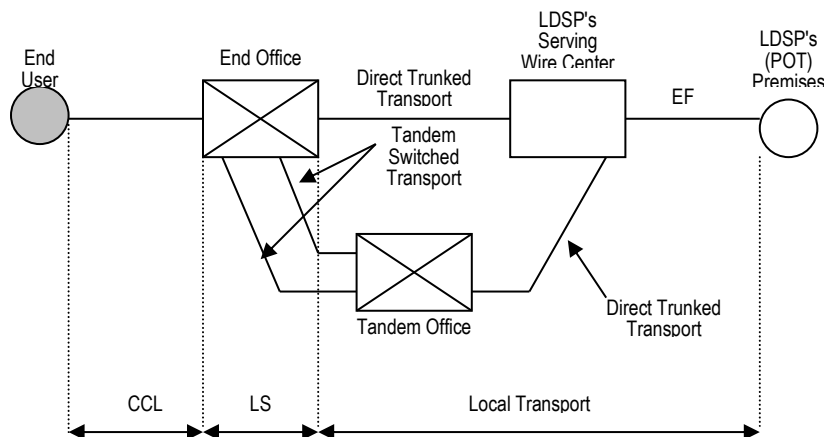 End
User
End Office
Direct Trunked
Transport
LDSP's
Serving
Wire Center
EF
LDSP's
(POT)
Premises
Tandem
Switched
Transport
Tandem Office
Direct Trunked
Transport
CCL
LS
Local Transport